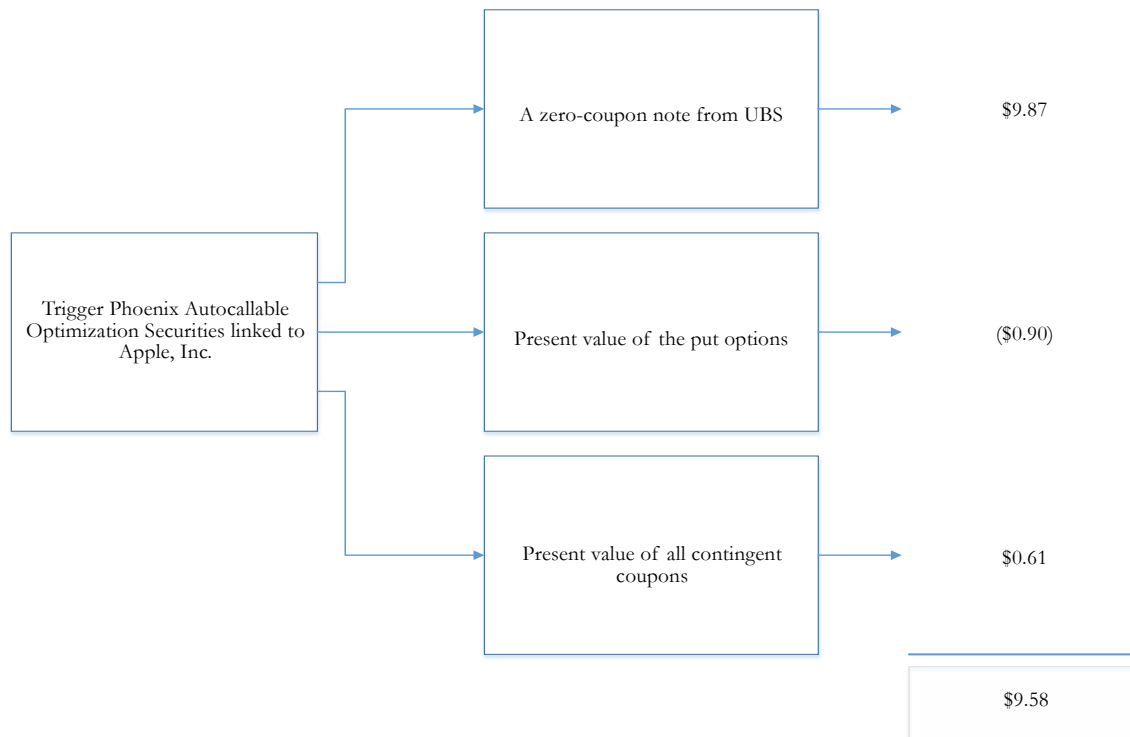 A zero-coupon note from UBS
$9.87
Trigger Phoenix Autocallable
Optimization Securities linked to
Apple, Inc.
Present value of the put options
($0.90)
Present value of all contingent
coupons
$0.61
$9.58